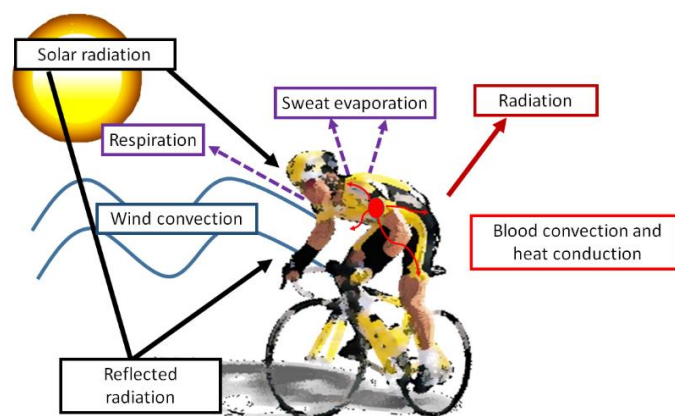 Solar radiation
Sweat evaporation
Radiation
Respiration
Wind convection
Blood convection and
heat conduction
Reflected
radiation